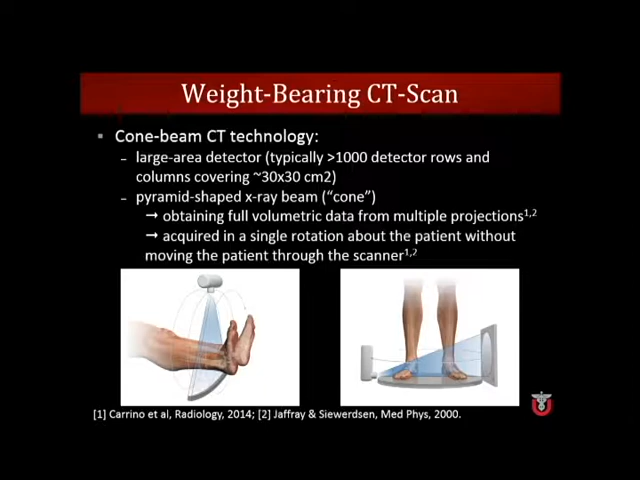 Weight-Bearing CT-Scan
▪ Cone-beam CT technology:
– large-area detector (typically >1000 detector rows and
columns covering ~30x30 cm2)
– pyramid-shaped x-ray beam (“cone”)
→ obtaining full volumetric data from multiple projections1,2
→ acquired in a single rotation about the patient without
moving the patient through the scanner1,2
[1] Carrino et al, Radiology, 2014; [2] Jaffray & Siewerdsen, Med Phys, 2000.